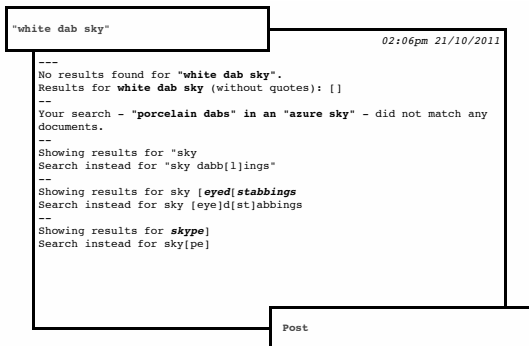 "white dab sky"
02:06pm 21/10/2011
---
No results found for "white dab sky".
Results for white dab sky (without quotes): []
--
Your search - "porcelain dabs" in an "azure sky" - did not match any
documents.
--
Showing results for "sky
Search instead for "sky dabb[l]ings"
--
Showing results for sky [eyed[stabbings
Search instead for sky [eye]d[st]abbings
--
Showing results for skype]
Search instead for sky[pe]
Post